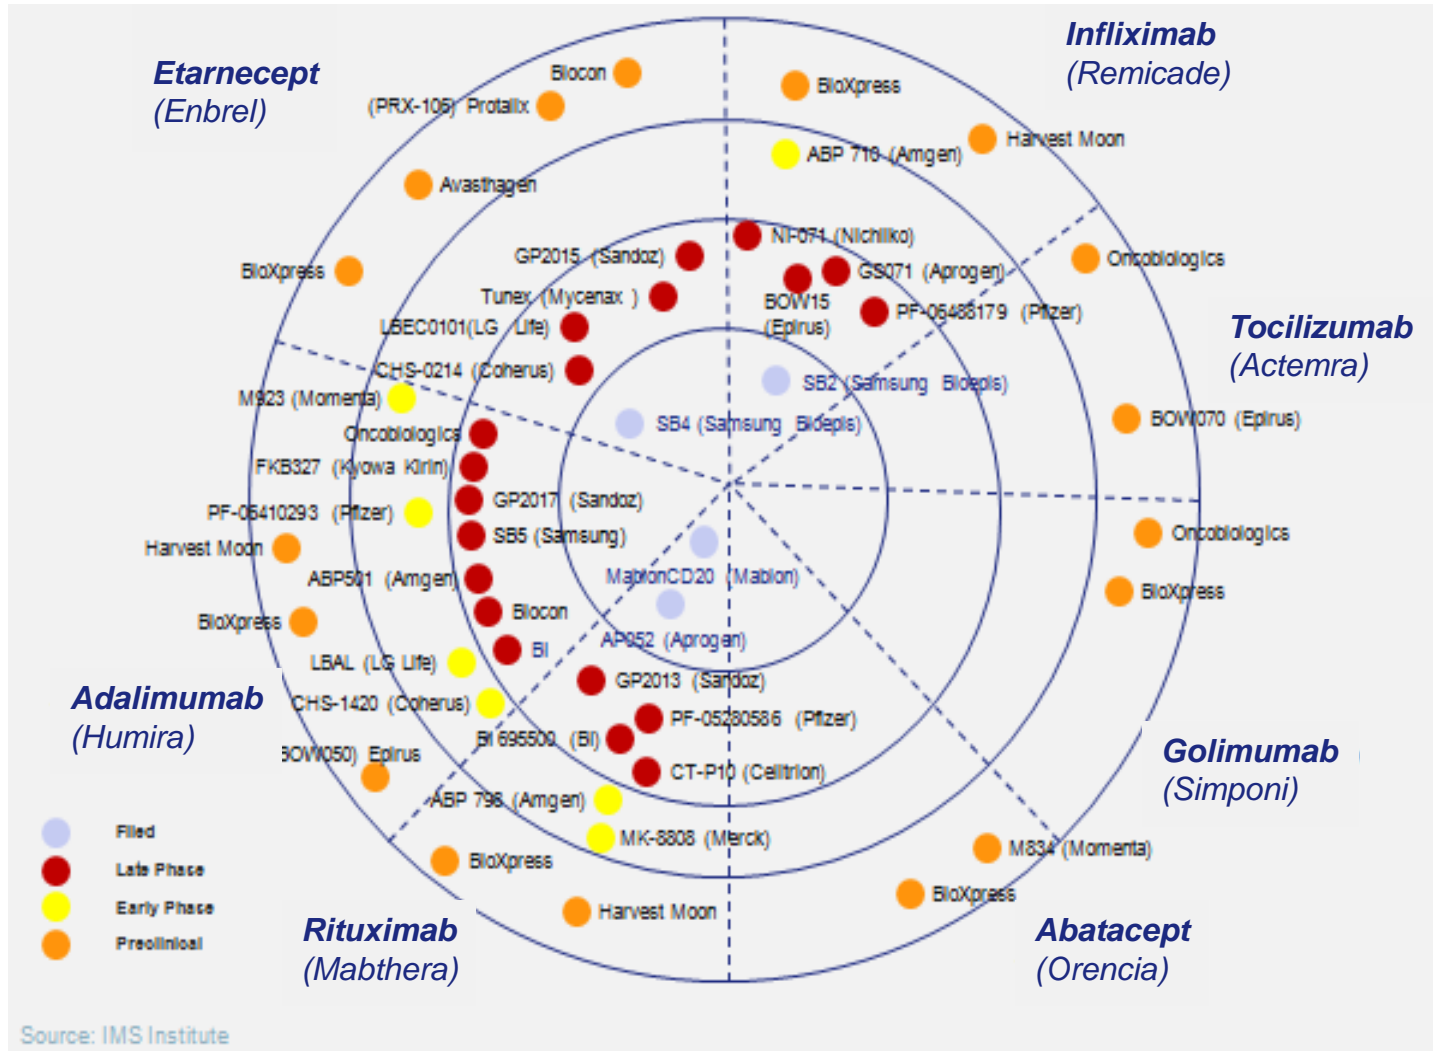 Etarnecept
(Enbrel)
Infliximab
(Remicade)
Biocon
(PRX-105) Protalix
BioXpress
Harvest Moon
ABP 710 (Amgen)
Avasthagen
BioXpress
GP2015 (Sandoz)
NI-071 (Nichiiko)
Oncobiologics
Tunex (Mycenax )
GS071 (Aprogen)
BOW15
(Epirus)
PF-06488179 (Pfizer)
LBEC0101(LG Life)
Tocilizumab
(Actemra)
CHS-0214 (Coherus)
SB2 (Samsung Bioepis)
M923 (Momenta)
SB4 (Samsung Bioepis)
BOW070 (Epirus)
Oncobiologics
FKB327 (Kyowa Kirin)
GP2017 (Sandoz)
PF-06410293 (Pfizer)
SB5 (Samsung)
Oncobiologics
Harvest Moon
ABP501 (Amgen)
MabionCD20 (Mabion)
BioXpress
Biocon
BioXpress
AP052 (Aprogen)
BI
LBAL (LG Life)
GP2013 (Sandoz)
Adalimumab
(Humira)
CHS-1420 (Coherus)
PF-05280586 (Pfizer)
BI 695500 (BI)
BOW050) Epirus
CT-P10 (Celltrion)
Golimumab
(Simponi)
ABP 798 (Amgen)
MK-8808 (Merck)
M834 (Momenta)
BioXpress
BioXpress
Harvest Moon
Filed
Late Phase
Early Phase
Preclinical
Rituximab
(Mabthera)
Abatacept
(Orencia)
Source: IMS Institute